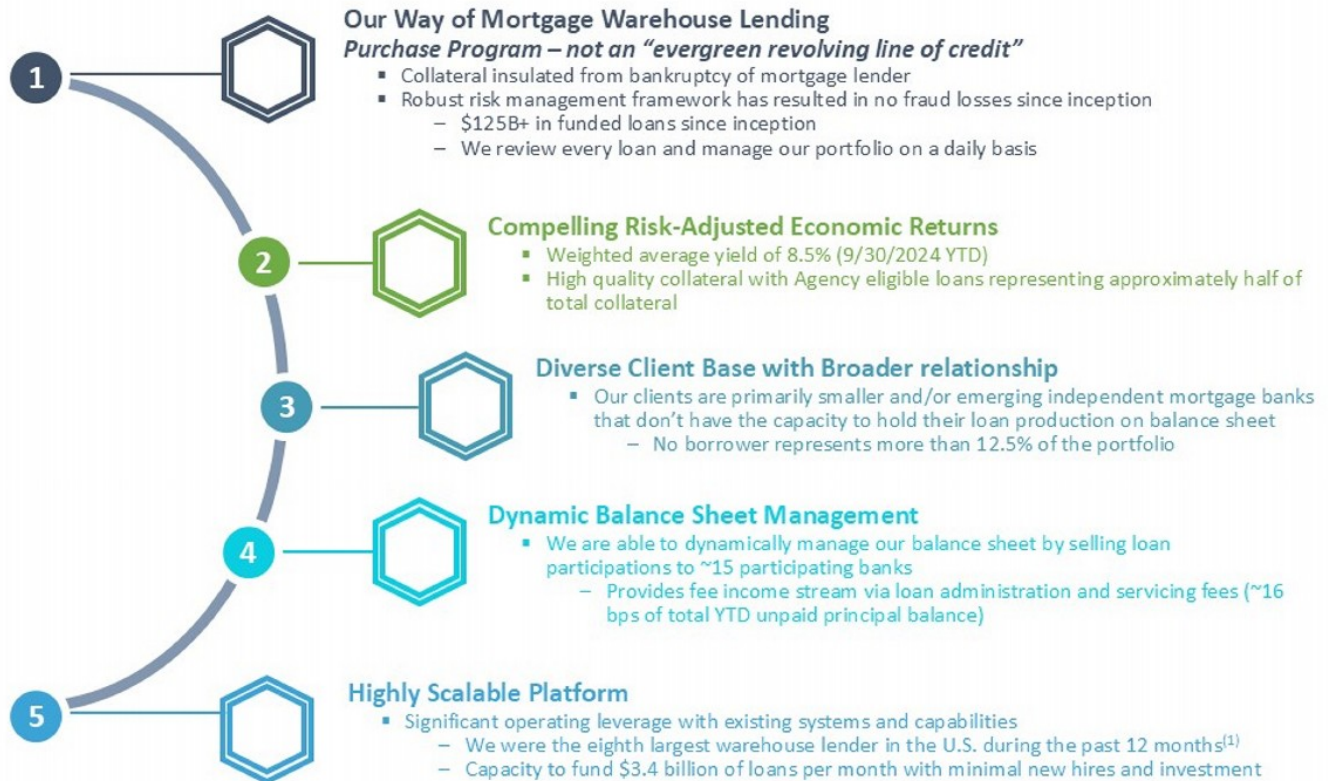 Our Way of Mortgage Warehouse Lending
1
Purchase Program – not an “evergreen revolving line of credit”
▪ Collateral insulated from bankruptcy of mortgage lender
▪ Robust risk management framework has resulted in no fraud losses since inception
– $125B+ in funded loans since inception
– We review every loan and manage our portfolio on a daily basis
2
Compelling Risk-Adjusted Economic Returns
▪ Weighted average yield of 8.5% (9/30/2024 YTD)
▪ High quality collateral with Agency eligible loans representing approximately half of
total collateral
3
Diverse Client Base with Broader relationship
▪ Our clients are primarily smaller and/or emerging independent mortgage banks
that don’t have the capacity to hold their loan production on balance sheet
– No borrower represents more than 12.5% of the portfolio
4
Dynamic Balance Sheet Management
▪ We are able to dynamically manage our balance sheet by selling loan
participations to ~15 participating banks
– Provides fee income stream via loan administration and servicing fees (~16
bps of total YTD unpaid principal balance)
5
Highly Scalable Platform
▪ Significant operating leverage with existing systems and capabilities
– We were the eighth largest warehouse lender in the U.S. during the past 12 months(1)
– Capacity to fund $3.4 billion of loans per month with minimal new hires and investment